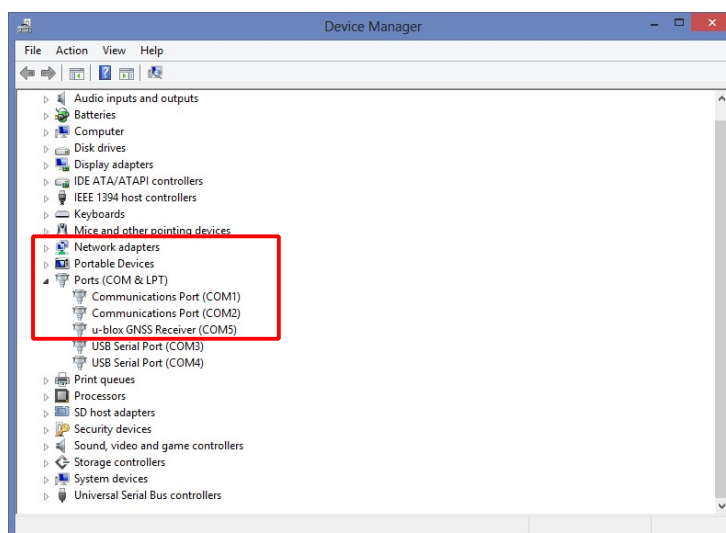 Device Manager
File Action View Help
Audio inputs and outputs
Batteries
Computer
Disk drives
Display adapters
IDE ATA/ATAPI controllers
IEEE 1394 host controllers
Keyboards
Mice and other pointing devices
Network adapters
Portable Devices
Ports (COM & LPT)
Communications Port (COM1)
Communications Port (COM2)
u-blox GNSS Receiver (COM5)
USB Serial Port (COM3)
USB Serial Port (COM4)
Print queues
Processors
SD host adapters
Security devices
Sound, video and game controllers
Storage controllers
System devices
Universal Serial Bus controllers